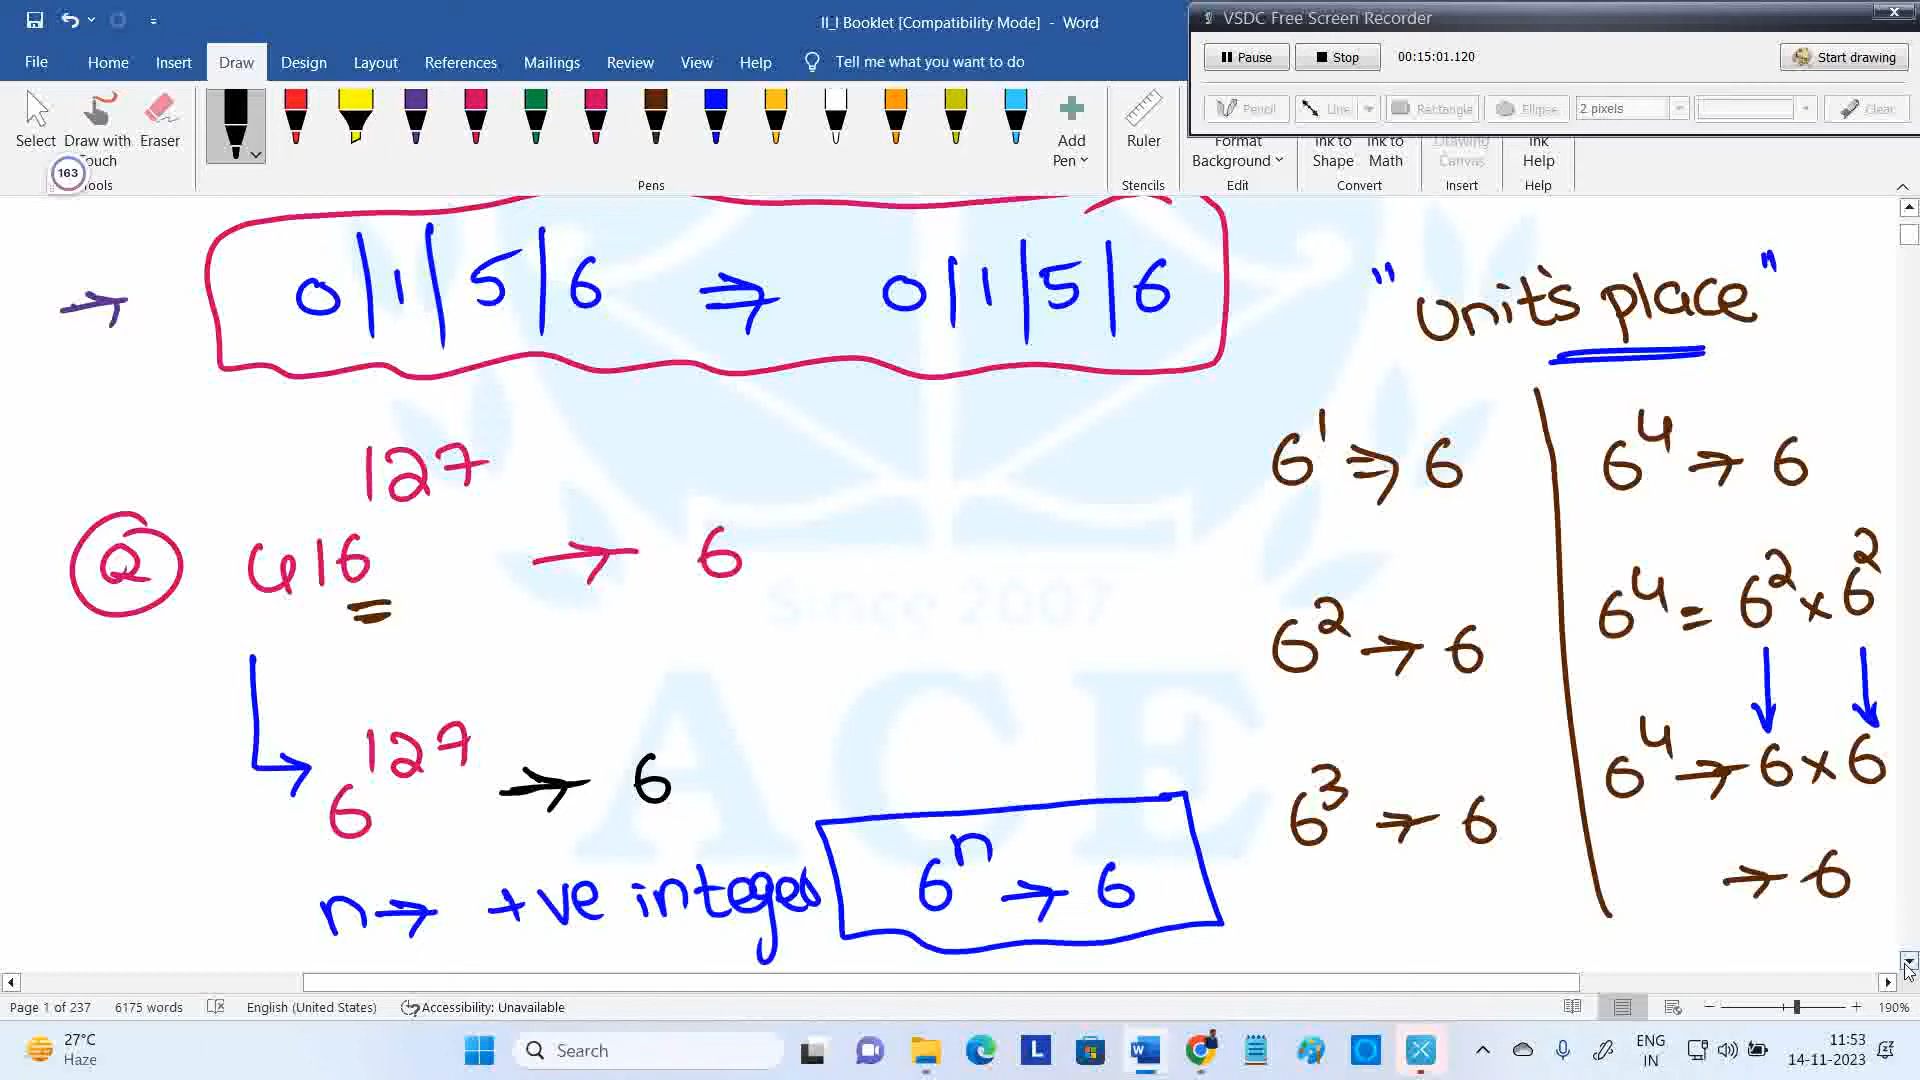 II_I Booklet [Compatibility Mode] - Word
VSDC Free Screen Recorder
File Home Insert Draw Design Layout References Mailings Review View Help Tell me what you want to do
Pause Stop 00:15:01.120 Start drawing
Pencil Line Rectangle Ellipse 2 pixels Clear
Select Draw with Touch Eraser Add Pen Ruler Format Background Ink to Shape Ink to Math Drawing Canvas Ink Help
163
Tools Pens Stencils Edit Convert Insert Help
→ 0|1|5|6 ⇒ 0|1|5|6
"Unit's place"
6¹ ⇒ 6
6⁴ → 6
Q 416¹²⁷ → 6
6⁴ = 6² × 6²
6² → 6
6¹²⁷ → 6
6⁴ → 6 × 6
6³ → 6
→ 6
n → +ve integer
6ⁿ → 6
Since 2007
ACE
Page 1 of 237 6175 words English (United States) Accessibility: Unavailable 190%
27°C
Haze
Search
ENG
IN
11:53
14-11-2023